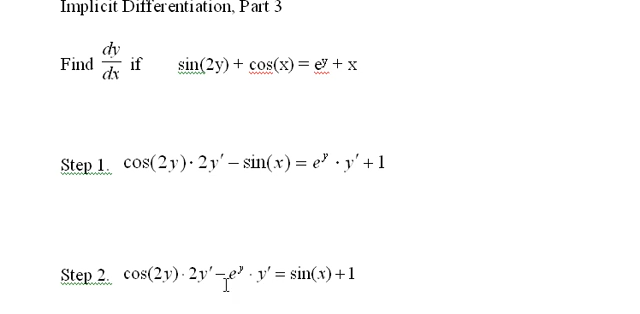 Implicit Differentiation, Part 3
Find dy/dx if sin(2y) + cos(x) = e^y + x
Step 1. cos(2y)· 2y′ – sin(x) = e^y · y′ + 1
Step 2. cos(2y) · 2y′ – e^y · y′ = sin(x) + 1